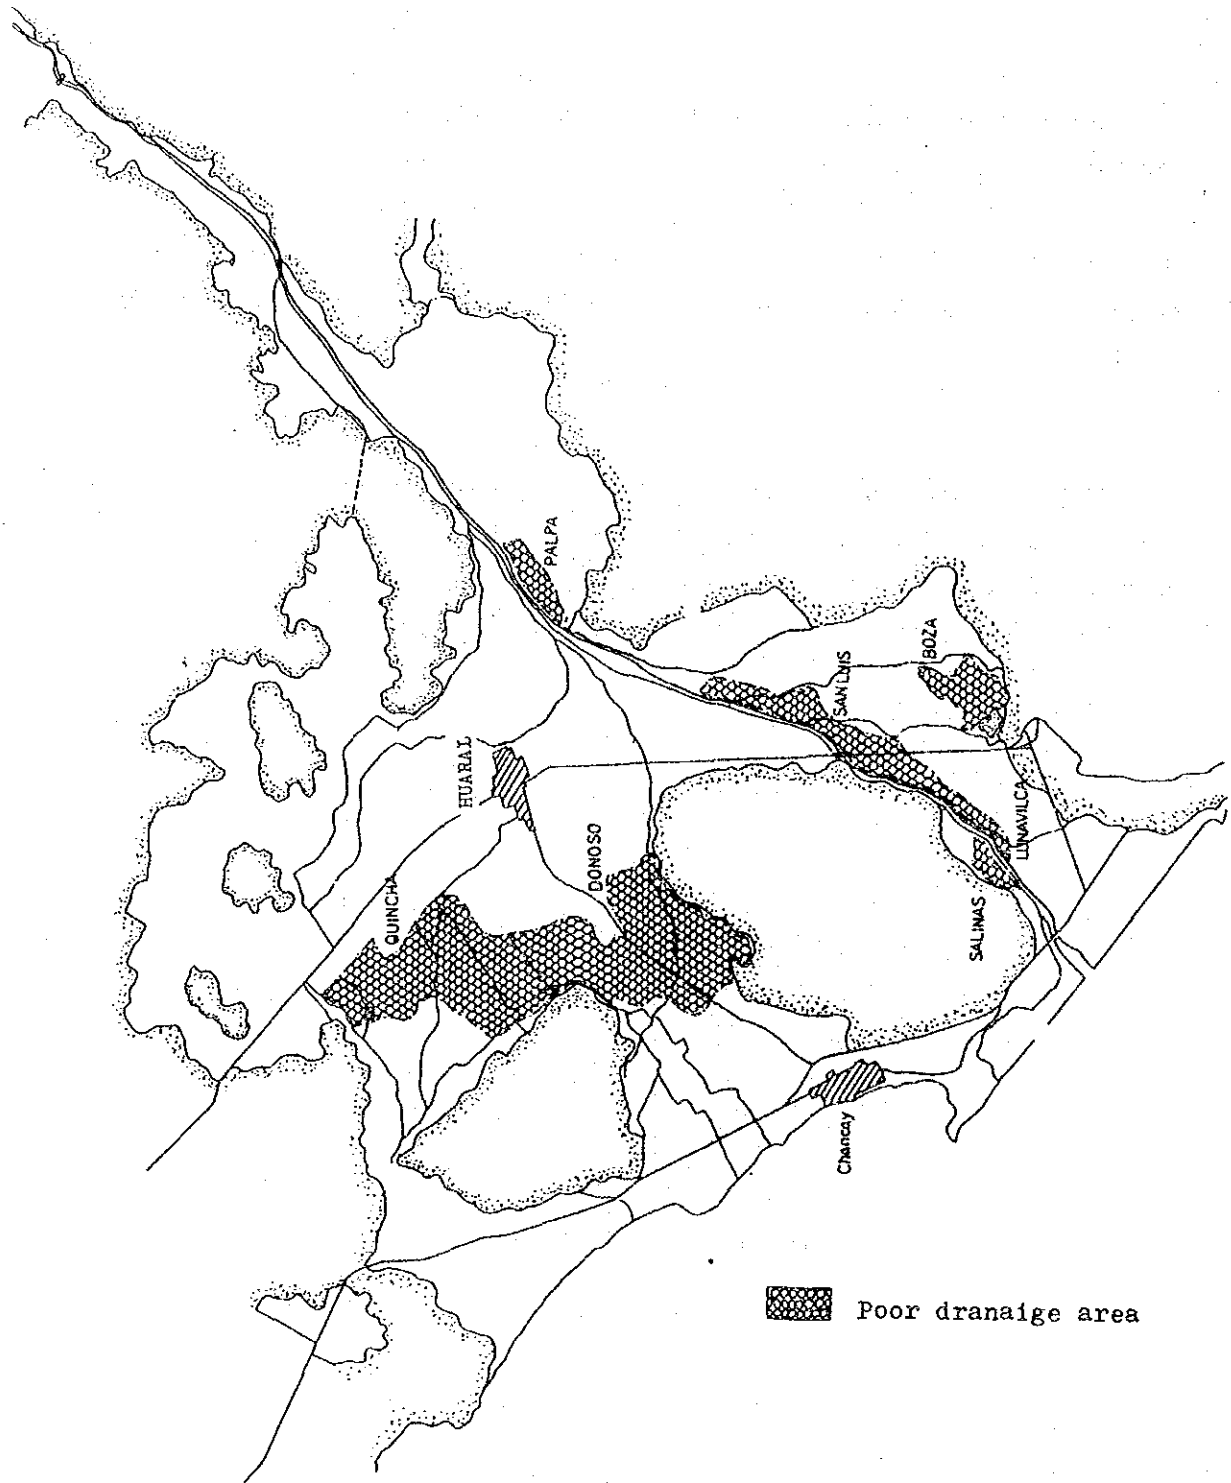 PALPA
HUARAL
SAN LUIS
BOZA
QUINCHA
DONOSO
LUNAVILCA
SALINAS
Chancay
Poor dranaige area